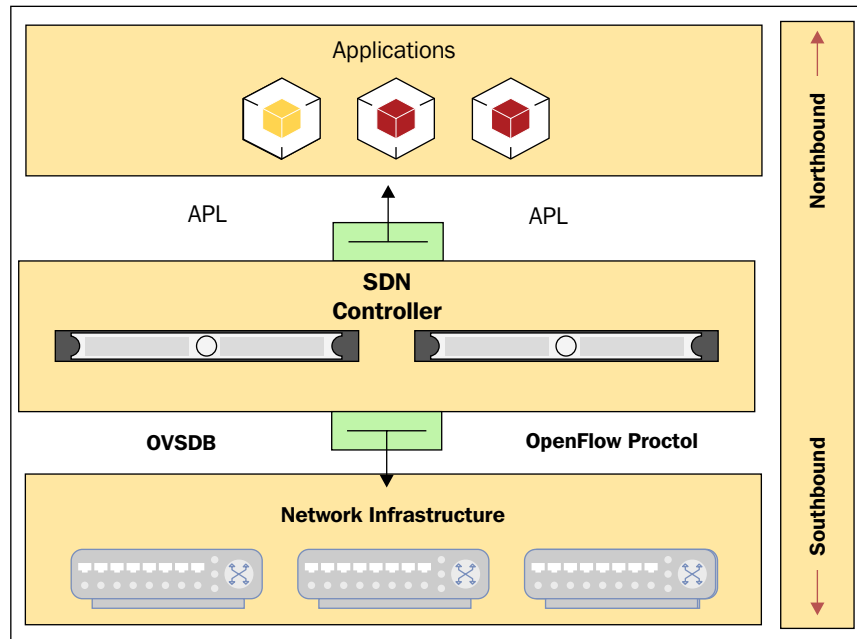 Applications
APL
APL
SDN
Controller
OVSDB
OpenFlow Proctol
Network Infrastructure
Northbound
Southbound